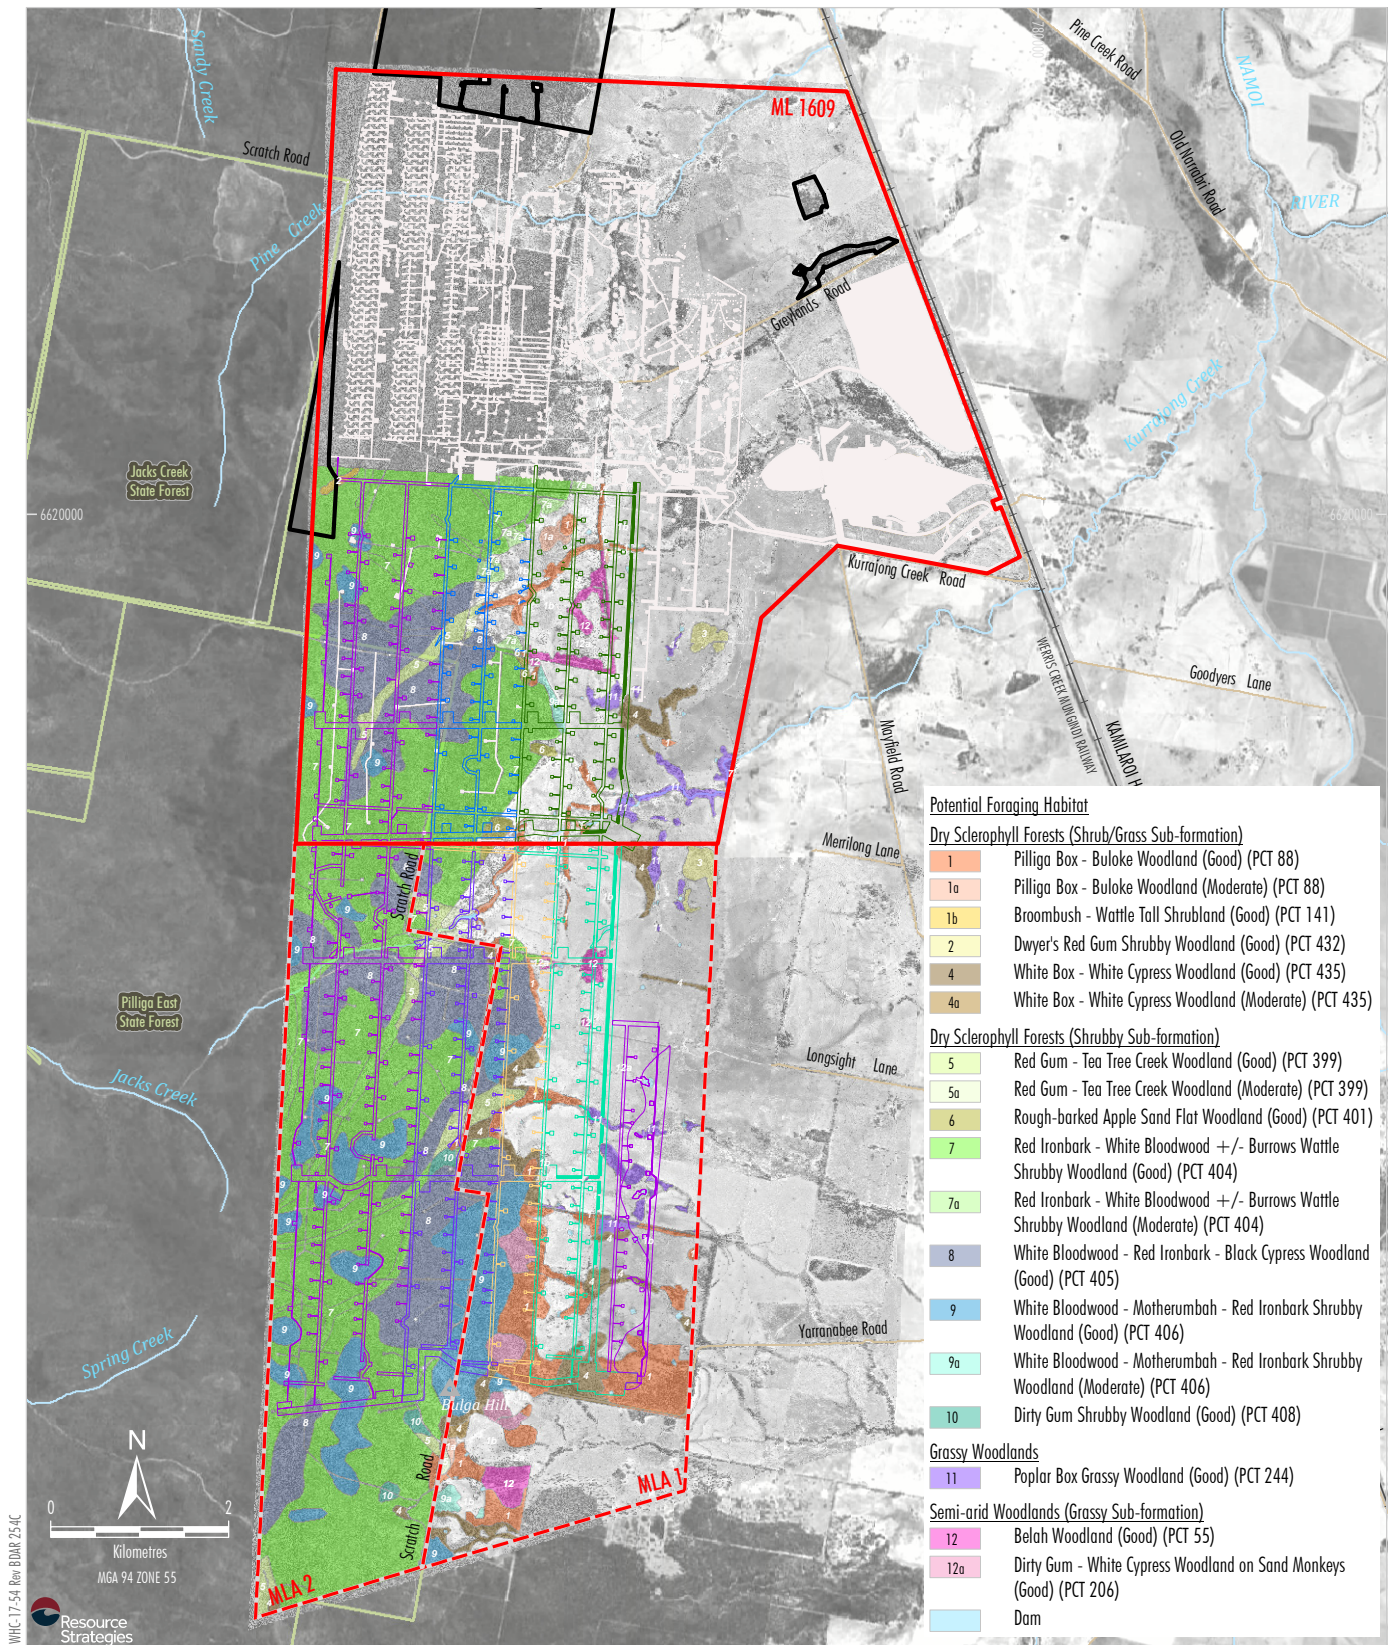 Sandy Creek
Scratch Road
Pine Creek
ML 1609
781000
Pine Creek Road
NAMOI
RIVER
Old Narrabri Road
Greylands Road
Kurrajong Creek
Jacks Creek
State Forest
6620000
6620000
Kurrajong Creek Road
WERRIS CREEK MUNGINDI RAILWAY
KAMILAROI H
Goodyers Lane
Mayfield Road
Merrilong Lane
Scratch Road
Pilliga East
State Forest
Longsight Lane
Jacks Creek
Spring Creek
Yarranabee Road
Bulga Hill
Scratch Road
MLA 1
MLA 2
N
0 2
Kilometres
MGA 94 ZONE 55
WHC-17-54 Rev BDAR 254C
Resource
Strategies
Potential Foraging Habitat
Dry Sclerophyll Forests (Shrub/Grass Sub-formation)
1 Pilliga Box - Buloke Woodland (Good) (PCT 88)
1a Pilliga Box - Buloke Woodland (Moderate) (PCT 88)
1b Broombush - Wattle Tall Shrubland (Good) (PCT 141)
2 Dwyer's Red Gum Shrubby Woodland (Good) (PCT 432)
4 White Box - White Cypress Woodland (Good) (PCT 435)
4a White Box - White Cypress Woodland (Moderate) (PCT 435)
Dry Sclerophyll Forests (Shrubby Sub-formation)
5 Red Gum - Tea Tree Creek Woodland (Good) (PCT 399)
5a Red Gum - Tea Tree Creek Woodland (Moderate) (PCT 399)
6 Rough-barked Apple Sand Flat Woodland (Good) (PCT 401)
7 Red Ironbark - White Bloodwood +/- Burrows Wattle
Shrubby Woodland (Good) (PCT 404)
7a Red Ironbark - White Bloodwood +/- Burrows Wattle
Shrubby Woodland (Moderate) (PCT 404)
8 White Bloodwood - Red Ironbark - Black Cypress Woodland
(Good) (PCT 405)
9 White Bloodwood - Motherumbah - Red Ironbark Shrubby
Woodland (Good) (PCT 406)
9a White Bloodwood - Motherumbah - Red Ironbark Shrubby
Woodland (Moderate) (PCT 406)
10 Dirty Gum Shrubby Woodland (Good) (PCT 408)
Grassy Woodlands
11 Poplar Box Grassy Woodland (Good) (PCT 244)
Semi-arid Woodlands (Grassy Sub-formation)
12 Belah Woodland (Good) (PCT 55)
12a Dirty Gum - White Cypress Woodland on Sand Monkeys
(Good) (PCT 206)
Dam